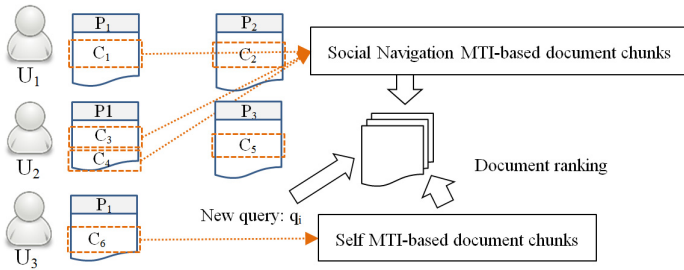 P1 P2
C1 C2
U1
Social Navigation MTI-based document chunks
P1 P3
C3
C4 C5
U2
Document ranking
P1
New query: qi
C6
U3
Self MTI-based document chunks